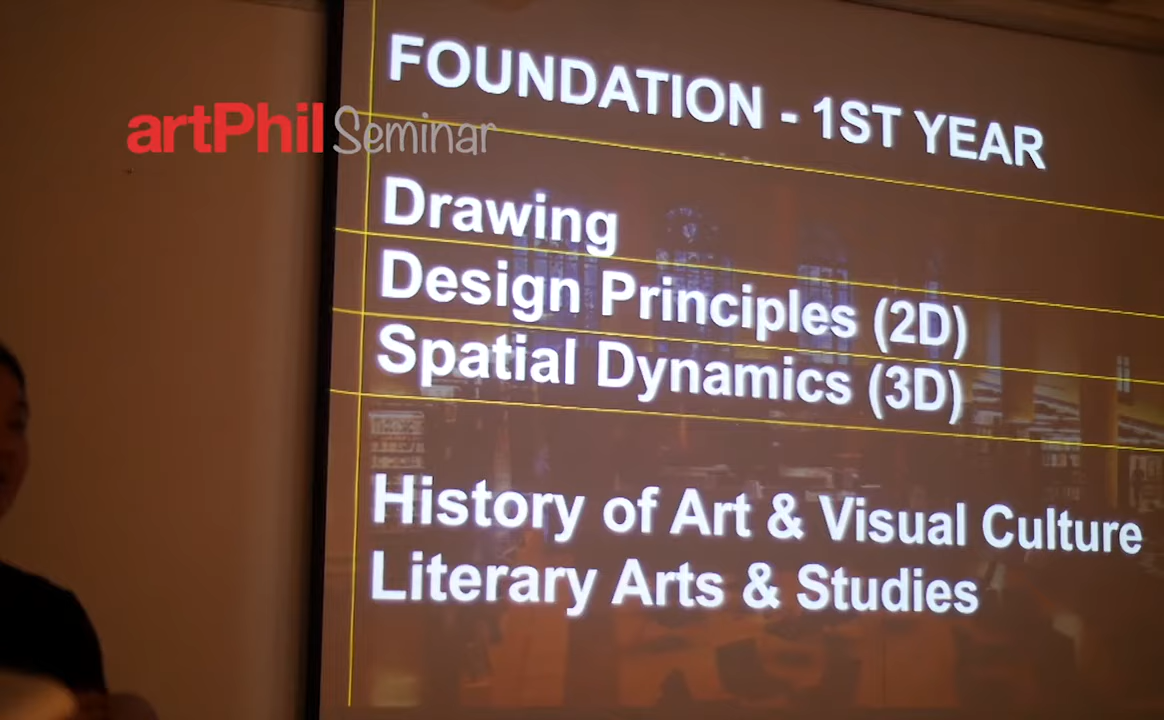 FOUNDATION - 1ST YEAR
artPhil Seminar
Drawing
Design Principles (2D)
Spatial Dynamics (3D)
History of Art & Visual Culture
Literary Arts & Studies